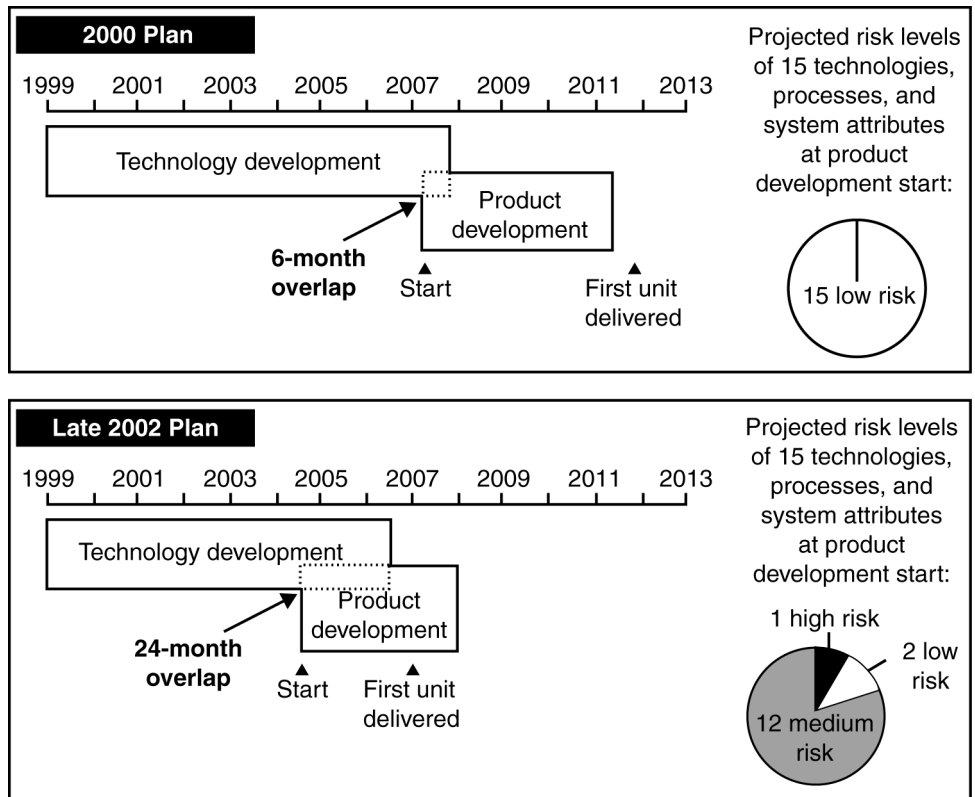 2000 Plan
1999 2001 2003 2005 2007 2009 2011 2013
Technology development
Product
development
6-month
overlap
Start
First unit
delivered
Projected risk levels
of 15 technologies,
processes, and
system attributes
at product
development start:
15 low risk
Late 2002 Plan
1999 2001 2003 2005 2007 2009 2011 2013
Technology development
Product
development
24-month
overlap
Start
First unit
delivered
Projected risk levels
of 15 technologies,
processes, and
system attributes
at product
development start:
1 high risk
2 low
risk
12 medium
risk